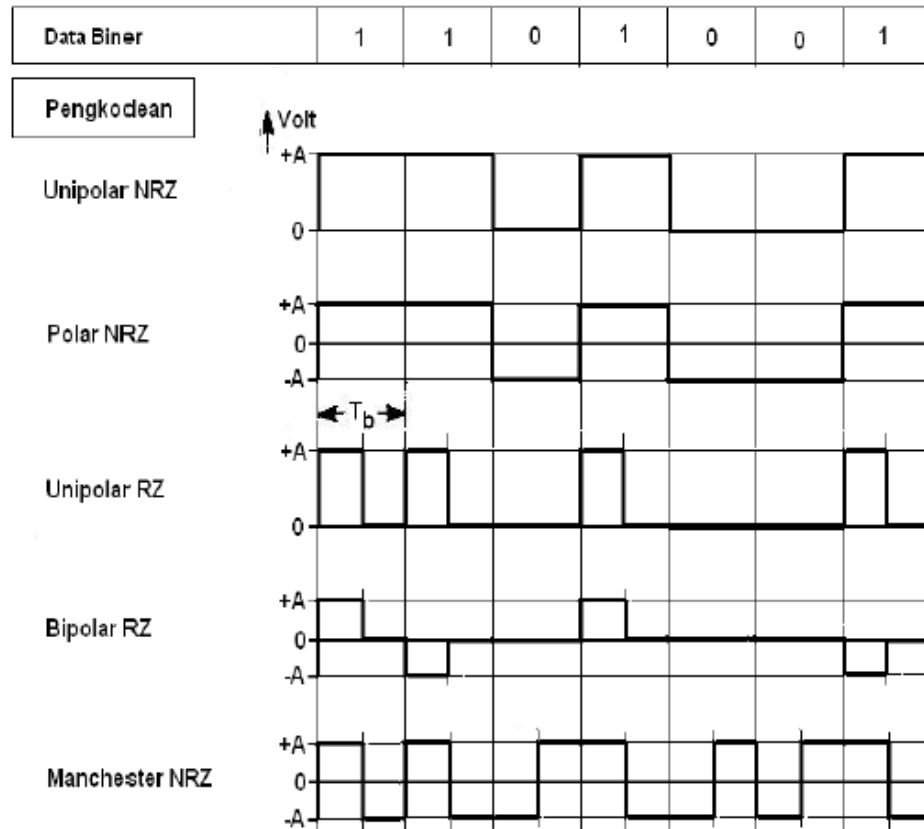 Data Biner 1 1 0 1 0 0 1
Pengkodean
Volt
+A
Unipolar NRZ
0
+A
Polar NRZ
0
-A
Tb
+A
Unipolar RZ
0
+A
Bipolar RZ
0
-A
+A
Manchester NRZ
0
-A